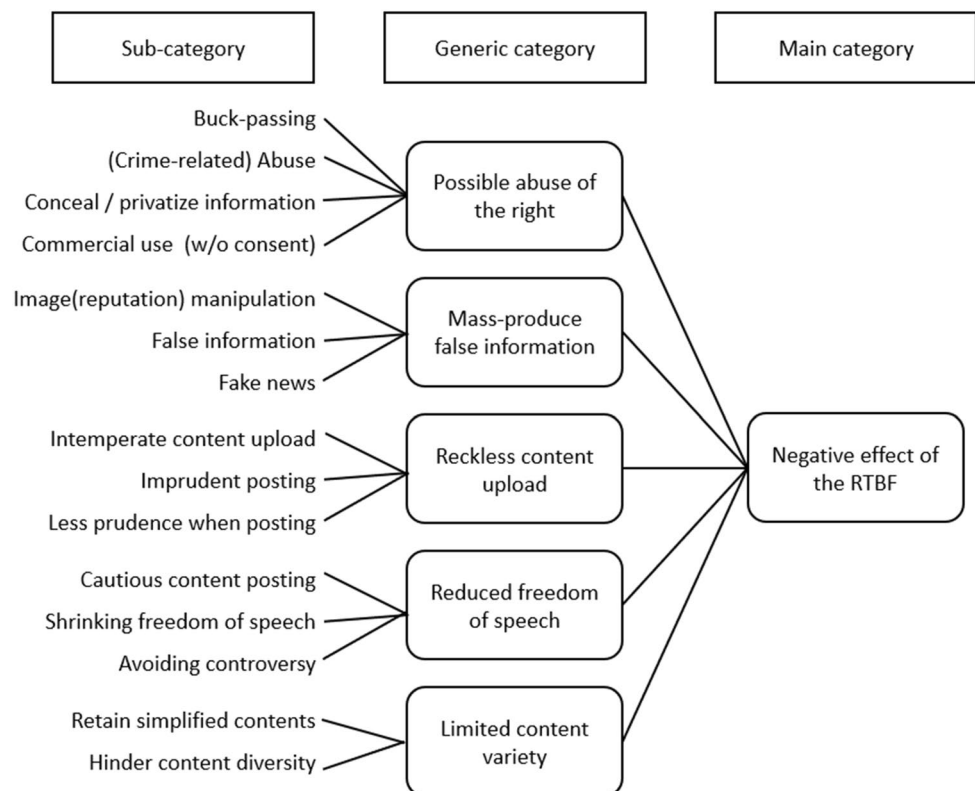 Sub-category
Generic category
Main category
Buck-passing
(Crime-related) Abuse
Conceal / privatize information
Commercial use (w/o consent)
Possible abuse of
the right
Image(reputation) manipulation
False information
Fake news
Mass-produce
false information
Intemperate content upload
Imprudent posting
Less prudence when posting
Reckless content
upload
Cautious content posting
Shrinking freedom of speech
Avoiding controversy
Reduced freedom
of speech
Retain simplified contents
Hinder content diversity
Limited content
variety
Negative effect of
the RTBF